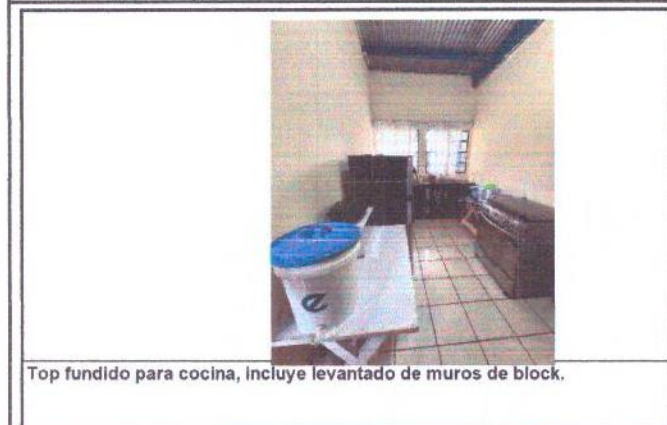 e
Top fundido para cocina, incluye levantado de muros de block.